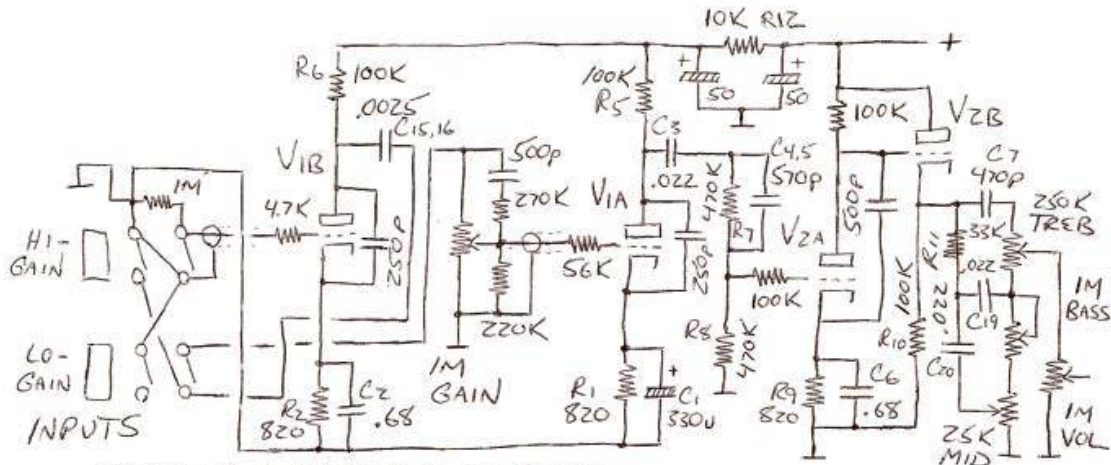 10K R12
+
R6
100K
100K
R5
+
50
+
50
100K
V2B
.0025
C15,16
V1B
500p
C3
C4,5
570p
C7
470p
250K
TREB
1M
270K
V1A
.022
470K
R7
V2A
500p
33K
R11
4.7K
HI-
GAIN
250p
56K
250p
100K
100K
.022
.022
C19
1M
BASS
220K
R8
470K
R10
C20
LO-
GAIN
1M
GAIN
R2
820
C2
.68
R1
820
+
C1
330u
R9
820
C6
.68
25K
MID
1M
VOL
INPUTS